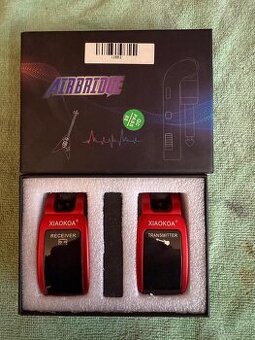 AIRBRIDGE
XIAOKOA
RECEIVER
XIAOKOA
TRANSMITTER